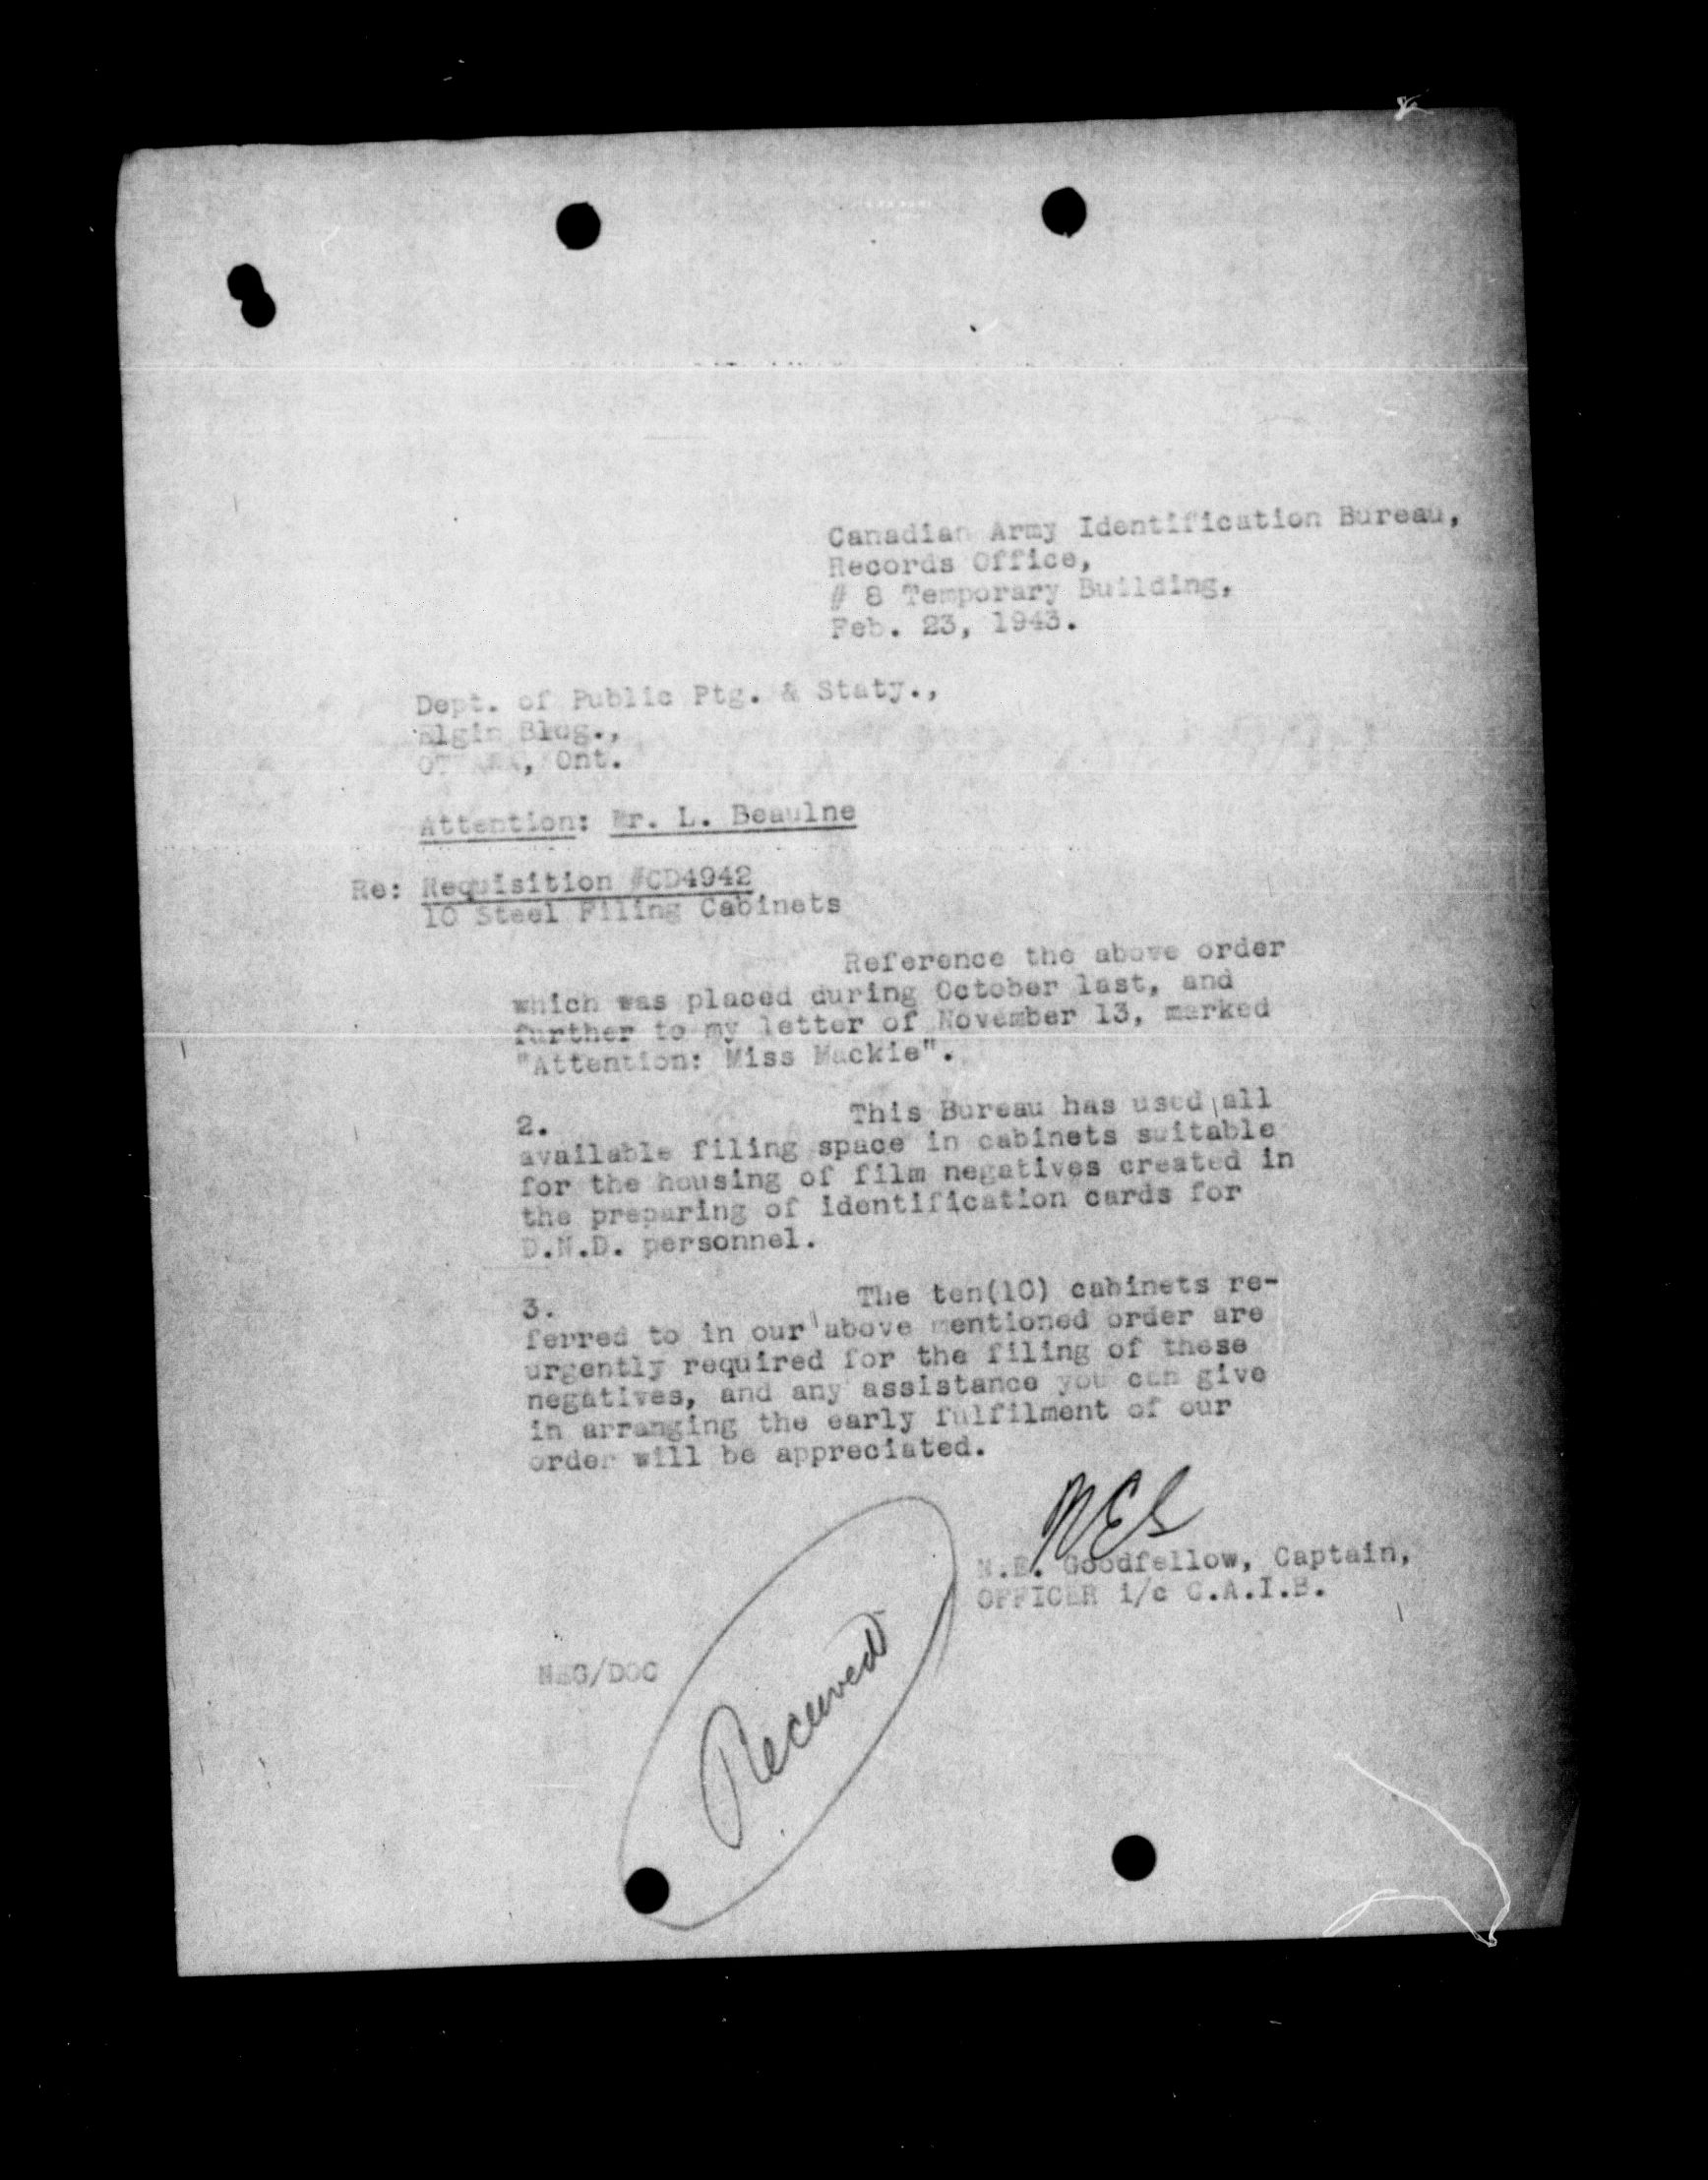 Canadian Army Identification Bureau,
Records Office,
# 8 Temporary Building,
Feb. 23, 1943.
Dept. of Public Ptg. & Staty.,
Elgin Bldg.,
OTTAWA, Ont.
Attention: Mr. L. Beaulne
Re: Requisition #CD4942
10 Steel Filing Cabinets
Reference the above order
which was placed during October last, and
further to my letter of November 13, marked
"Attention: Miss Mackie".
2. This Bureau has used all
available filing space in cabinets suitable
for the housing of film negatives created in
the preparing of identification cards for
D.N.D. personnel.
3. The ten(10) cabinets re-
ferred to in our above mentioned order are
urgently required for the filing of these
negatives, and any assistance you can give
in arranging the early fulfilment of our
order will be appreciated.
N.E. Goodfellow, Captain,
OFFICER i/c C.A.I.B.
NEG/DOC
Received